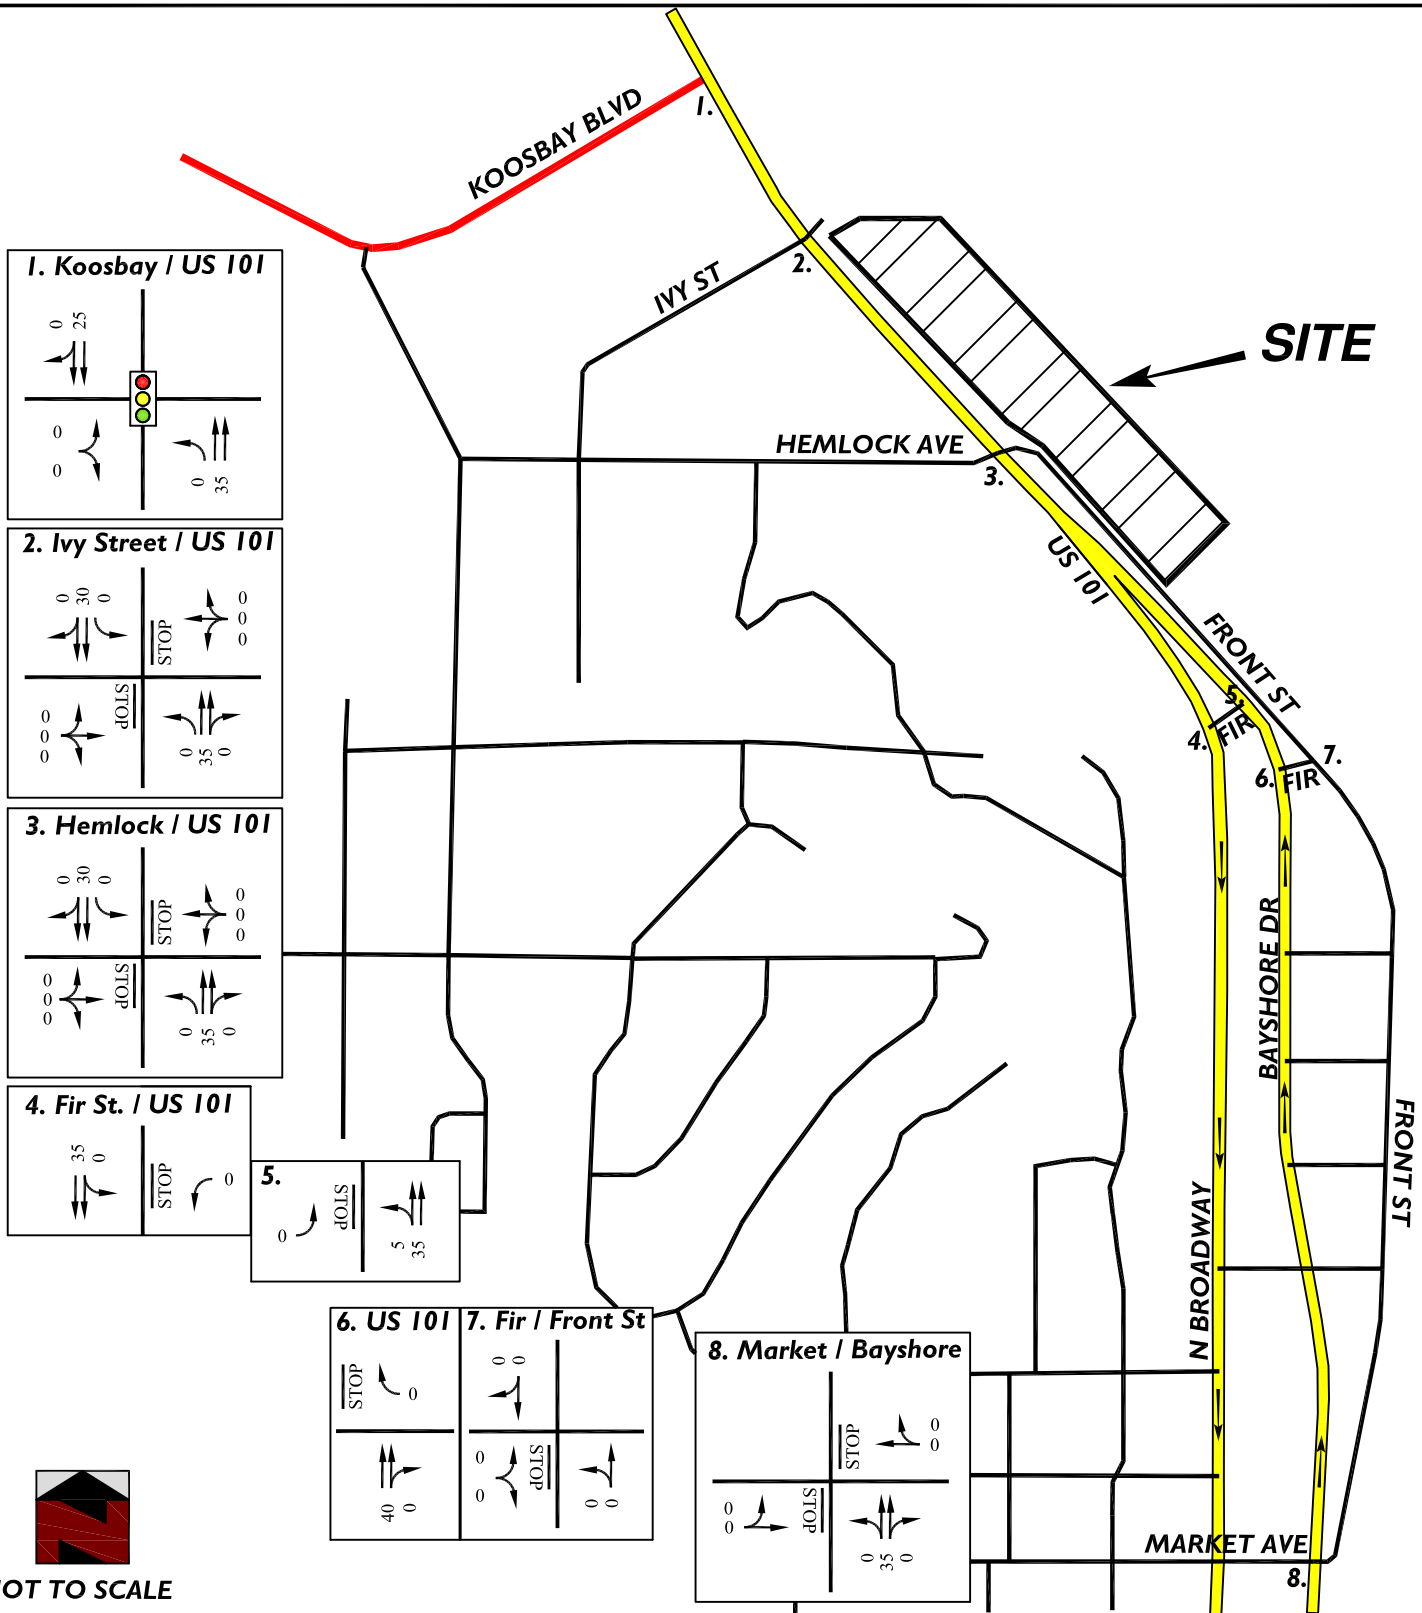 KOOSBAY BLVD
1.
IVY ST
2.
SITE
HEMLOCK AVE
3.
US 101
FRONT ST
5.
4.
FIR
7.
6.
FIR
BAYSHORE DR
FRONT ST
N BROADWAY
MARKET AVE
8.
1. Koosbay / US 101
0 25
0
0
0 35
2. Ivy Street / US 101
0 30 0
STOP
0
0
0
STOP
0
0
0
0 35 0
3. Hemlock / US 101
0 30 0
STOP
0
0
0
STOP
0
0
0
0 35 0
4. Fir St. / US 101
35 0
STOP
0
5.
0
STOP
5 35
6. US 101
STOP
0
40 0
7. Fir / Front St
0 0
0
0
STOP
0 0
8. Market / Bayshore
STOP
0
0
0
0
STOP
0 35 0
OT TO SCALE